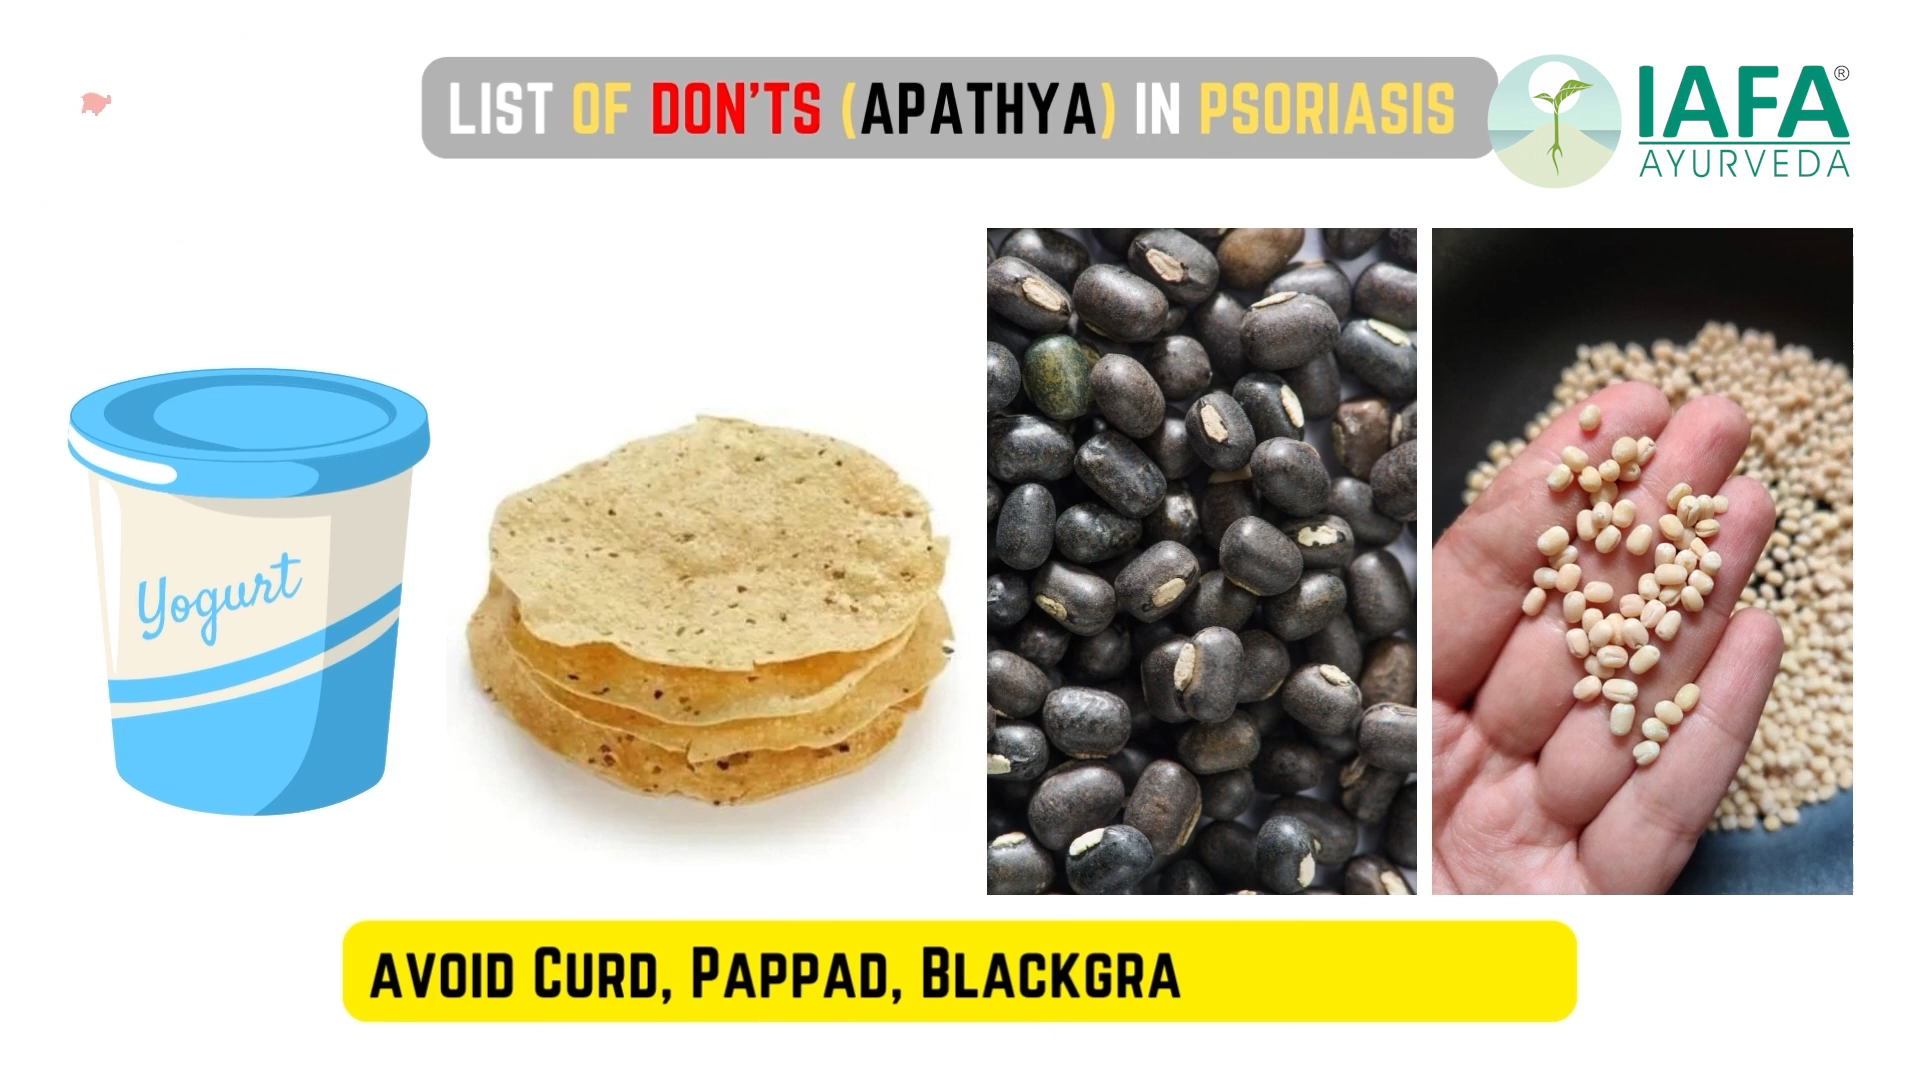 LIST OF DON'TS (APATHYA) IN PSORIASIS
IAFA®
AYURVEDA
Yogurt
AVOID CURD, PAPPAD, BLACKGRA